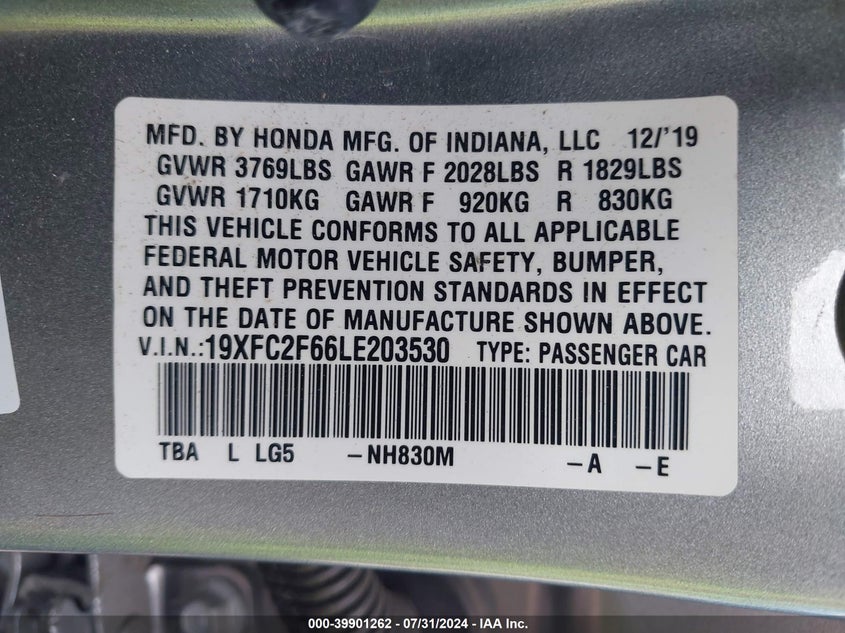 MFD. BY HONDA MFG. OF INDIANA, LLC 12/'19
GVWR 3769LBS GAWR F 2028LBS R 1829LBS
GVWR 1710KG GAWR F 920KG R 830KG
THIS VEHICLE CONFORMS TO ALL APPLICABLE
FEDERAL MOTOR VEHICLE SAFETY, BUMPER,
AND THEFT PREVENTION STANDARDS IN EFFECT
ON THE DATE OF MANUFACTURE SHOWN ABOVE.
V.I.N.:19XFC2F66LE203530 TYPE: PASSENGER CAR
TBA L LG5 -NH830M -A -E
000-39901262 / 07/31/2024 - IAA Inc.